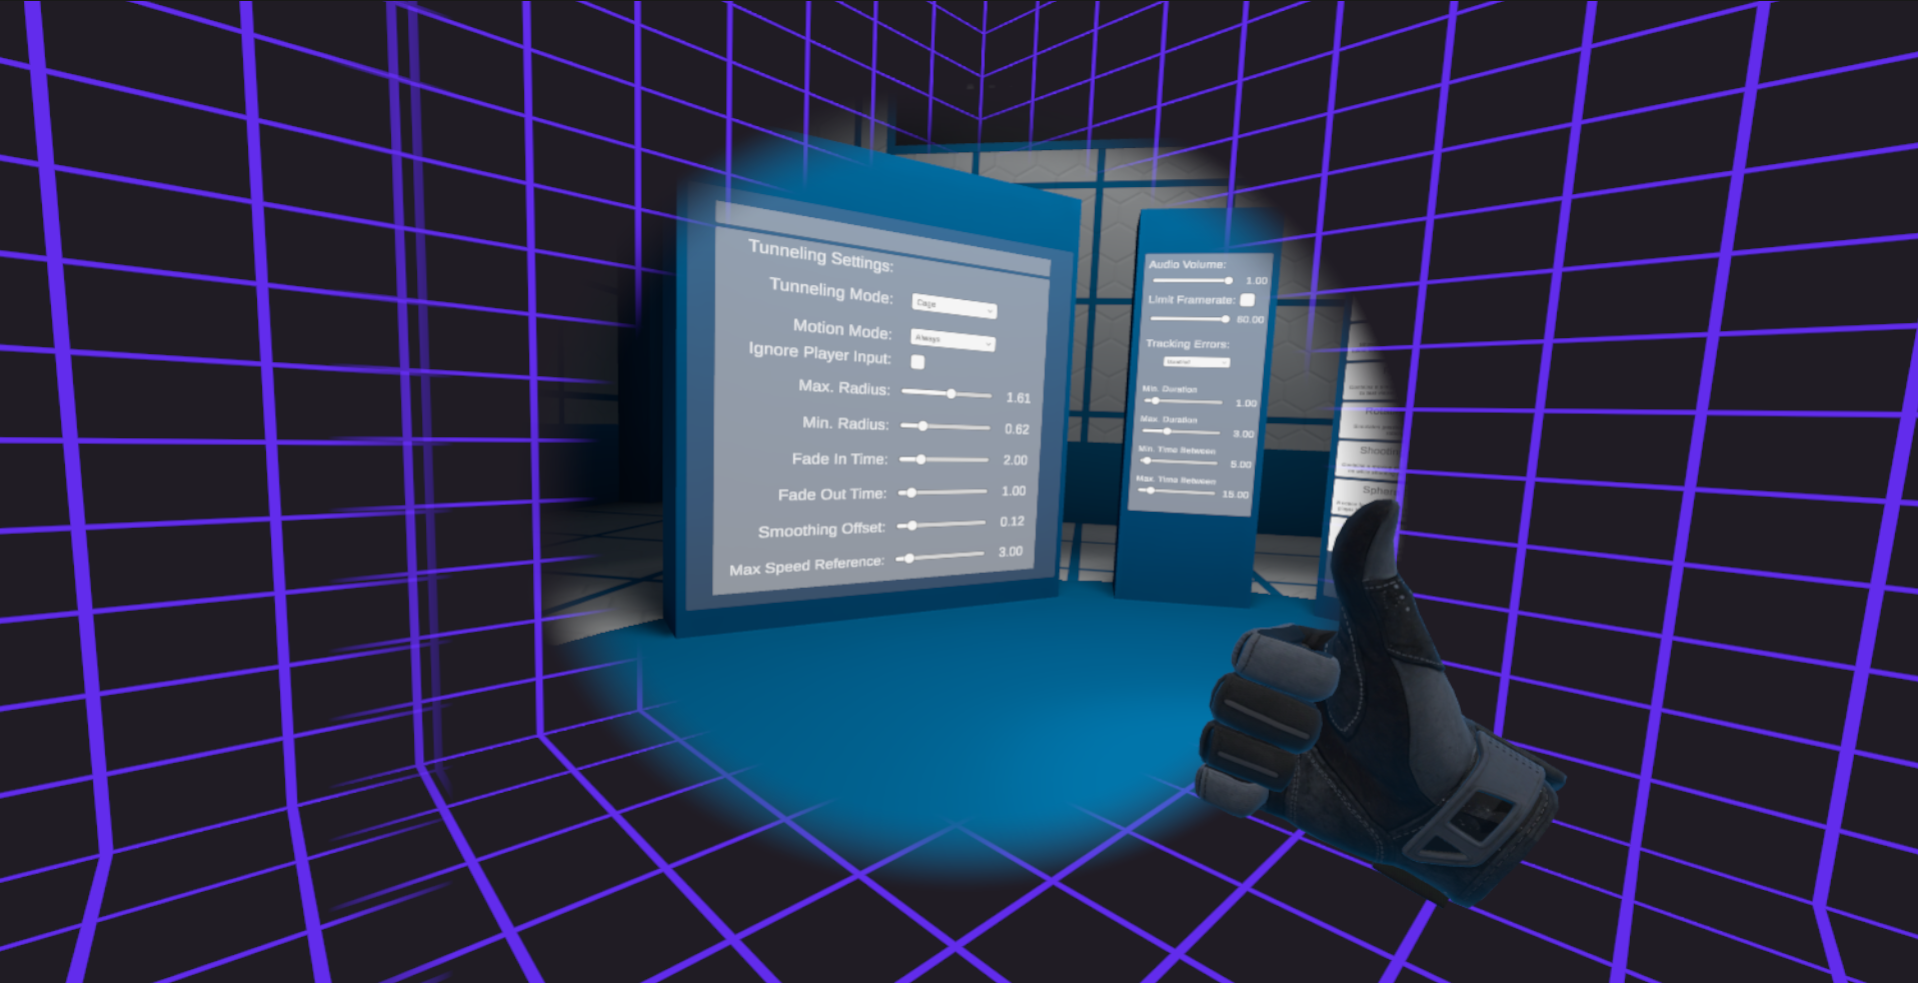 Tunneling Settings:
Tunneling Mode:
Cage
Motion Mode:
Always
Ignore Player Input:
Max. Radius:
1.61
Min. Radius:
0.62
Fade In Time:
2.00
Fade Out Time:
1.00
Smoothing Offset:
0.12
Max Speed Reference:
3.00
Audio Volume:
1.00
Limit Framerate:
60.00
Tracking Errors:
Min. Duration
1.00
Max. Duration
3.00
Min. Time Between
5.00
Max. Time Between
15.00